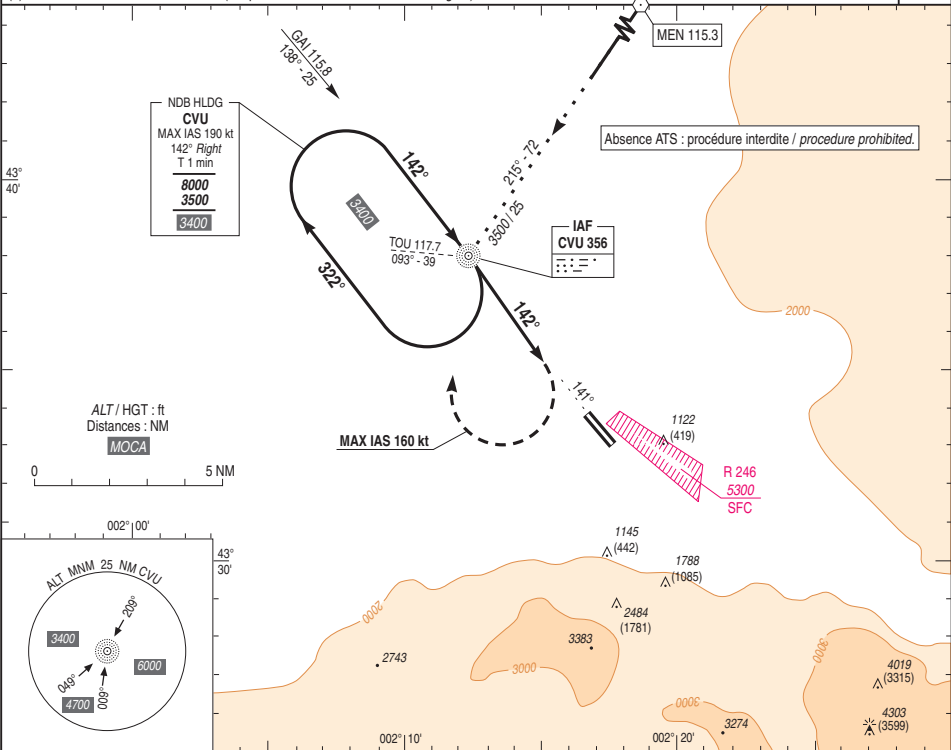 MEN 115.3
GAI 115.8
138° - 25
NDB HLDG
CVU
MAX IAS 190 kt
142° Right
T 1 min
8000
3500
3400
Absence ATS : procédure interdite / procedure prohibited.
43°
40'
142°
3400
215° - 72
3500 / 25
TOU 117.7
093° - 39
IAF
CVU 356
322°
142°
2000
141°
ALT / HGT : ft
Distances : NM
MOCA
MAX IAS 160 kt
1122
(419)
0 5 NM
R 246
5300
SFC
002° 00'
43°
30'
1145
(442)
1788
(1085)
ALT MNM 25 NM CVU
209°
3400
6000
049°
009°
4700
2000
2484
(1781)
3383
2743
3000
3000
4019
(3315)
4303
(3599)
3000
3274
002° 10'
002° 20'